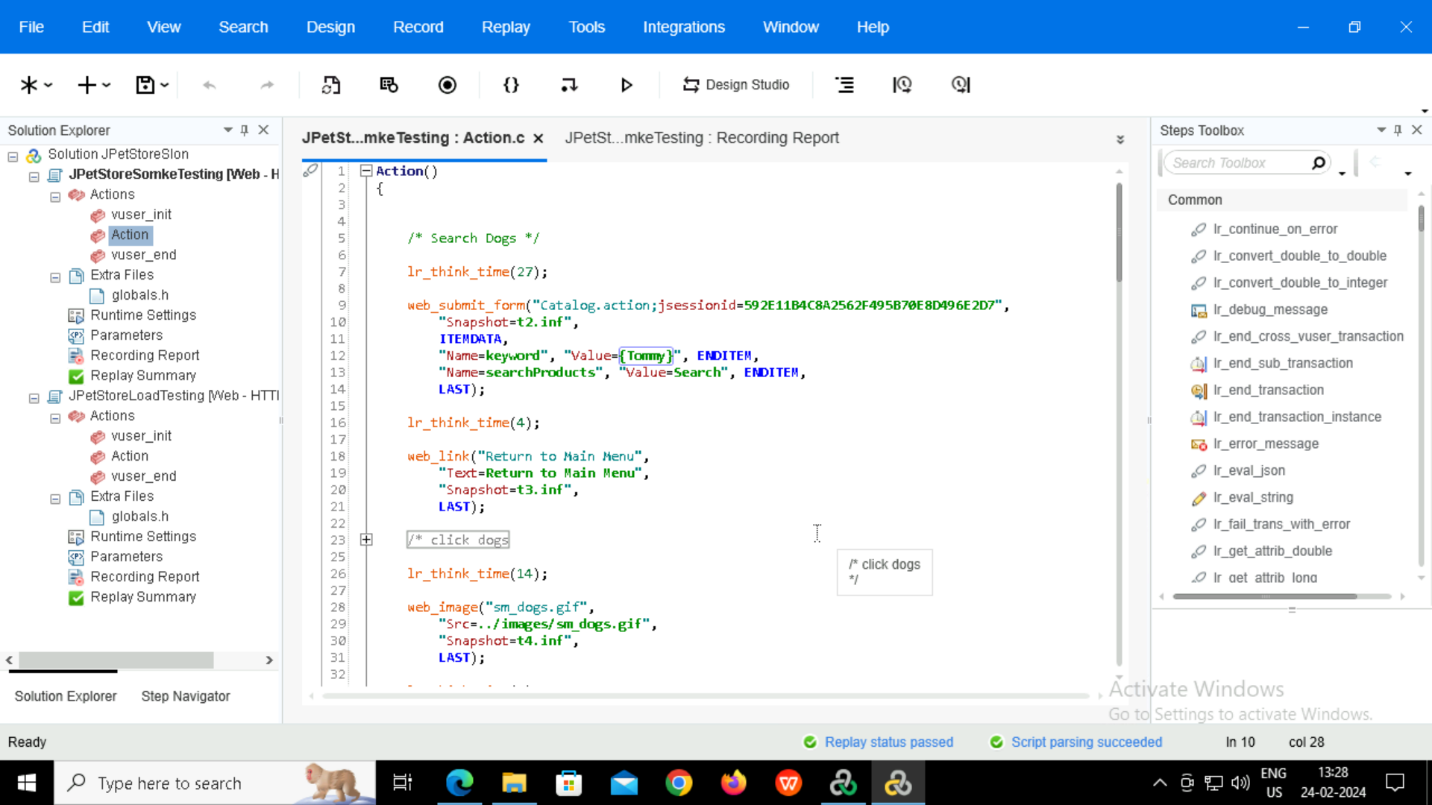 File Edit View Search Design Record Replay Tools Integrations Window Help
{} Design Studio
Solution Explorer
Solution JPetStoreSlon
JPetStoreSomkeTesting [Web - H
Actions
vuser_init
Action
vuser_end
Extra Files
globals.h
Runtime Settings
Parameters
Recording Report
Replay Summary
JPetStoreLoadTesting [Web - HTTI
Actions
vuser_init
Action
vuser_end
Extra Files
globals.h
Runtime Settings
Parameters
Recording Report
Replay Summary
Solution Explorer Step Navigator
JPetSt...mkeTesting : Action.c JPetSt...mkeTesting : Recording Report
1 Action()
2 {
3
4
5 /* Search Dogs */
6
7 lr_think_time(27);
8
9 web_submit_form("Catalog.action;jsessionid=592E11B4C8A2562F495B70E8D496E2D7",
10 "Snapshot=t2.inf",
11 ITEMDATA,
12 "Name=keyword", "Value={Tommy}", ENDITEM,
13 "Name=searchProducts", "Value=Search", ENDITEM,
14 LAST);
15
16 lr_think_time(4);
17
18 web_link("Return to Main Menu",
19 "Text=Return to Main Menu",
20 "Snapshot=t3.inf",
21 LAST);
22
23 /* click dogs
25
26 lr_think_time(14);
27
28 web_image("sm_dogs.gif",
29 "Src=../images/sm_dogs.gif",
30 "Snapshot=t4.inf",
31 LAST);
32
/* click dogs
*/
Steps Toolbox
Search Toolbox
Common
lr_continue_on_error
lr_convert_double_to_double
lr_convert_double_to_integer
lr_debug_message
lr_end_cross_vuser_transaction
lr_end_sub_transaction
lr_end_transaction
lr_end_transaction_instance
lr_error_message
lr_eval_json
lr_eval_string
lr_fail_trans_with_error
lr_get_attrib_double
lr_get_attrib_long
Activate Windows
Go to Settings to activate Windows.
Ready Replay status passed Script parsing succeeded ln 10 col 28
Type here to search ENG 13:28
US 24-02-2024